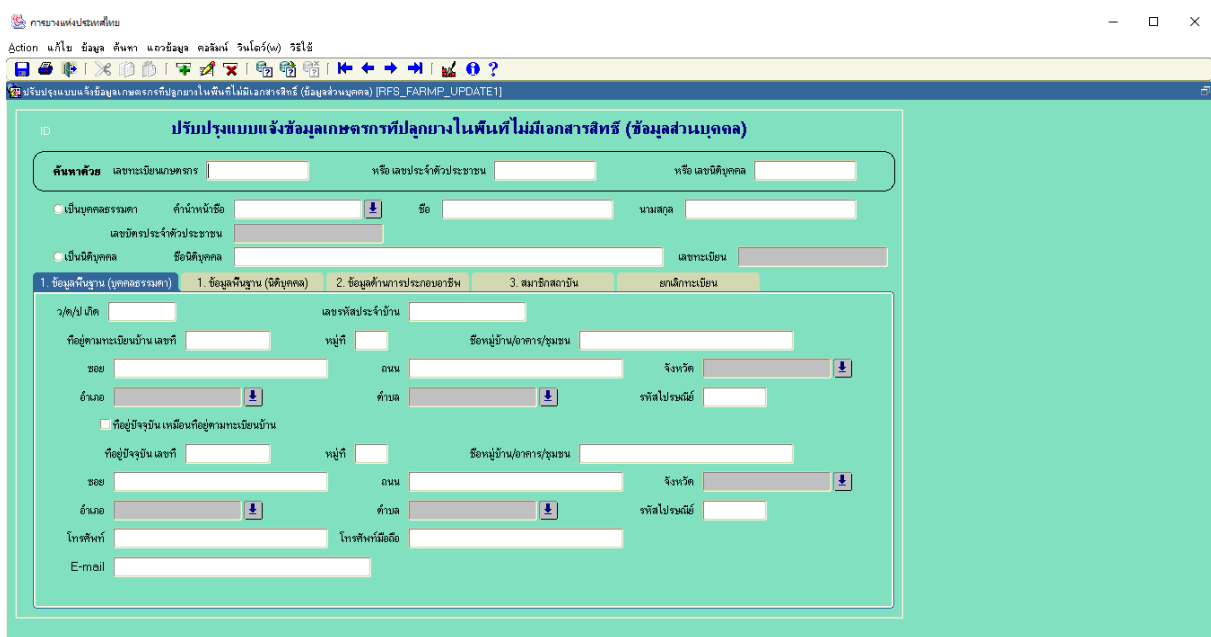 การยางแห่งประเทศไทย
Action แก้ไข ข้อมูล ค้นหา แถวข้อมูล คอลัมน์ วินโดว์(w) วิธีใช้
ปรับปรุงแบบแจ้งข้อมูลเกษตรกรที่ปลูกยางในพื้นที่ไม่มีเอกสารสิทธิ์ (ข้อมูลส่วนบุคคล) [RFS_FARMP_UPDATE1]
ID ปรับปรุงแบบแจ้งข้อมูลเกษตรกรที่ปลูกยางในพื้นที่ไม่มีเอกสารสิทธิ์ (ข้อมูลส่วนบุคคล)
ค้นหาด้วย เลขทะเบียนเกษตรกร หรือ เลขประจำตัวประชาชน หรือ เลขนิติบุคคล
เป็นบุคคลธรรมดา คำนำหน้าชื่อ ชื่อ นามสกุล
เลขบัตรประจำตัวประชาชน
เป็นนิติบุคคล ชื่อนิติบุคคล เลขทะเบียน
1. ข้อมูลพื้นฐาน (บุคคลธรรมดา) 1. ข้อมูลพื้นฐาน (นิติบุคคล) 2. ข้อมูลด้านการประกอบอาชีพ 3. สมาชิกสถาบัน ยกเลิกทะเบียน
ว/ด/ป เกิด เลขรหัสประจำบ้าน
ที่อยู่ตามทะเบียนบ้าน เลขที่ หมู่ที่ ชื่อหมู่บ้าน/อาคาร/ชุมชน
ซอย ถนน จังหวัด
อำเภอ ตำบล รหัสไปรษณีย์
ที่อยู่ปัจจุบัน เหมือนที่อยู่ตามทะเบียนบ้าน
ที่อยู่ปัจจุบัน เลขที่ หมู่ที่ ชื่อหมู่บ้าน/อาคาร/ชุมชน
ซอย ถนน จังหวัด
อำเภอ ตำบล รหัสไปรษณีย์
โทรศัพท์ โทรศัพท์มือถือ
E-mail